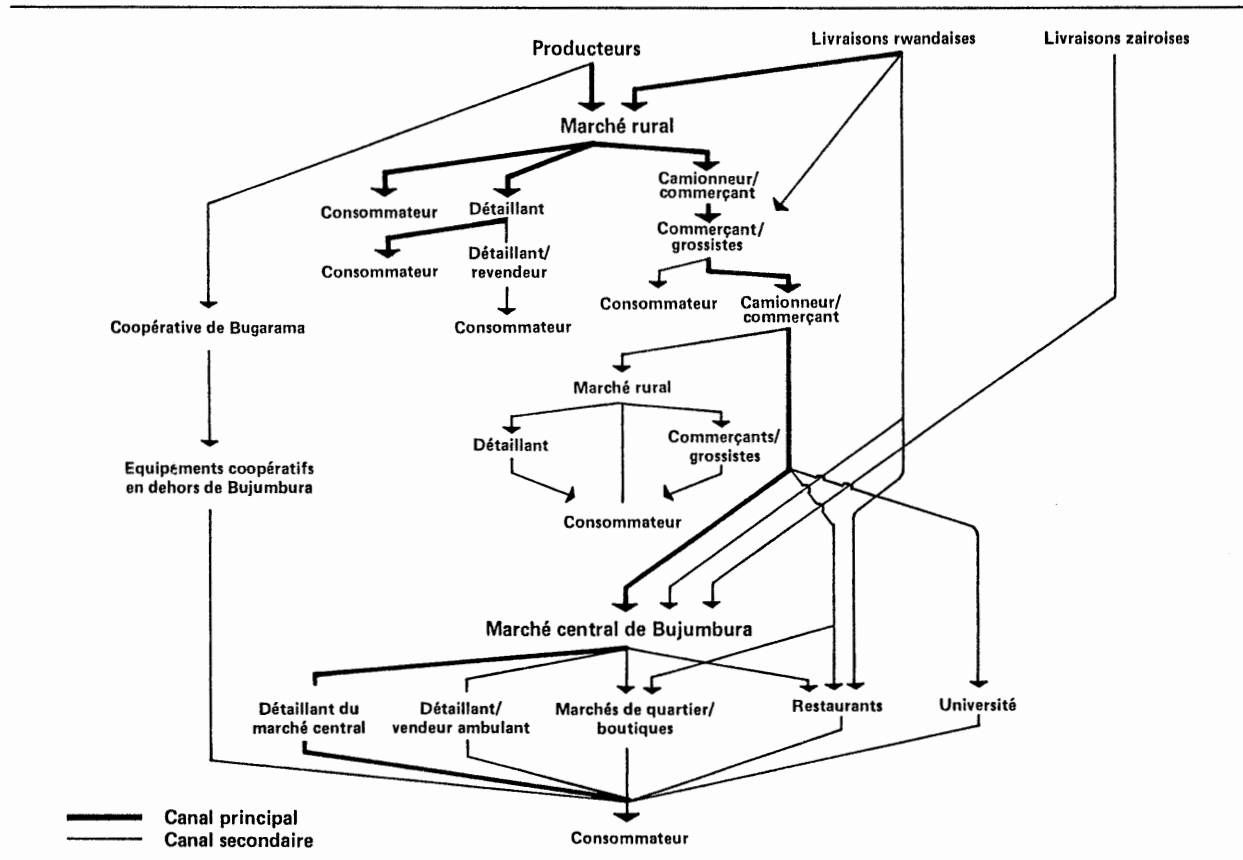 Producteurs
Livraisons rwandaises
Livraisons zairoises
Marché rural
Consommateur
Détaillant
Camionneur/
commerçant
Consommateur
Détaillant/
revendeur
Commerçant/
grossistes
Consommateur
Consommateur
Camionneur/
commerçant
Coopérative de Bugarama
Marché rural
Détaillant
Commerçants/
grossistes
Equipements coopératifs
en dehors de Bujumbura
Consommateur
Marché central de Bujumbura
Détaillant du
marché central
Détaillant/
vendeur ambulant
Marchés de quartier/
boutiques
Restaurants
Université
Canal principal
Canal secondaire
Consommateur